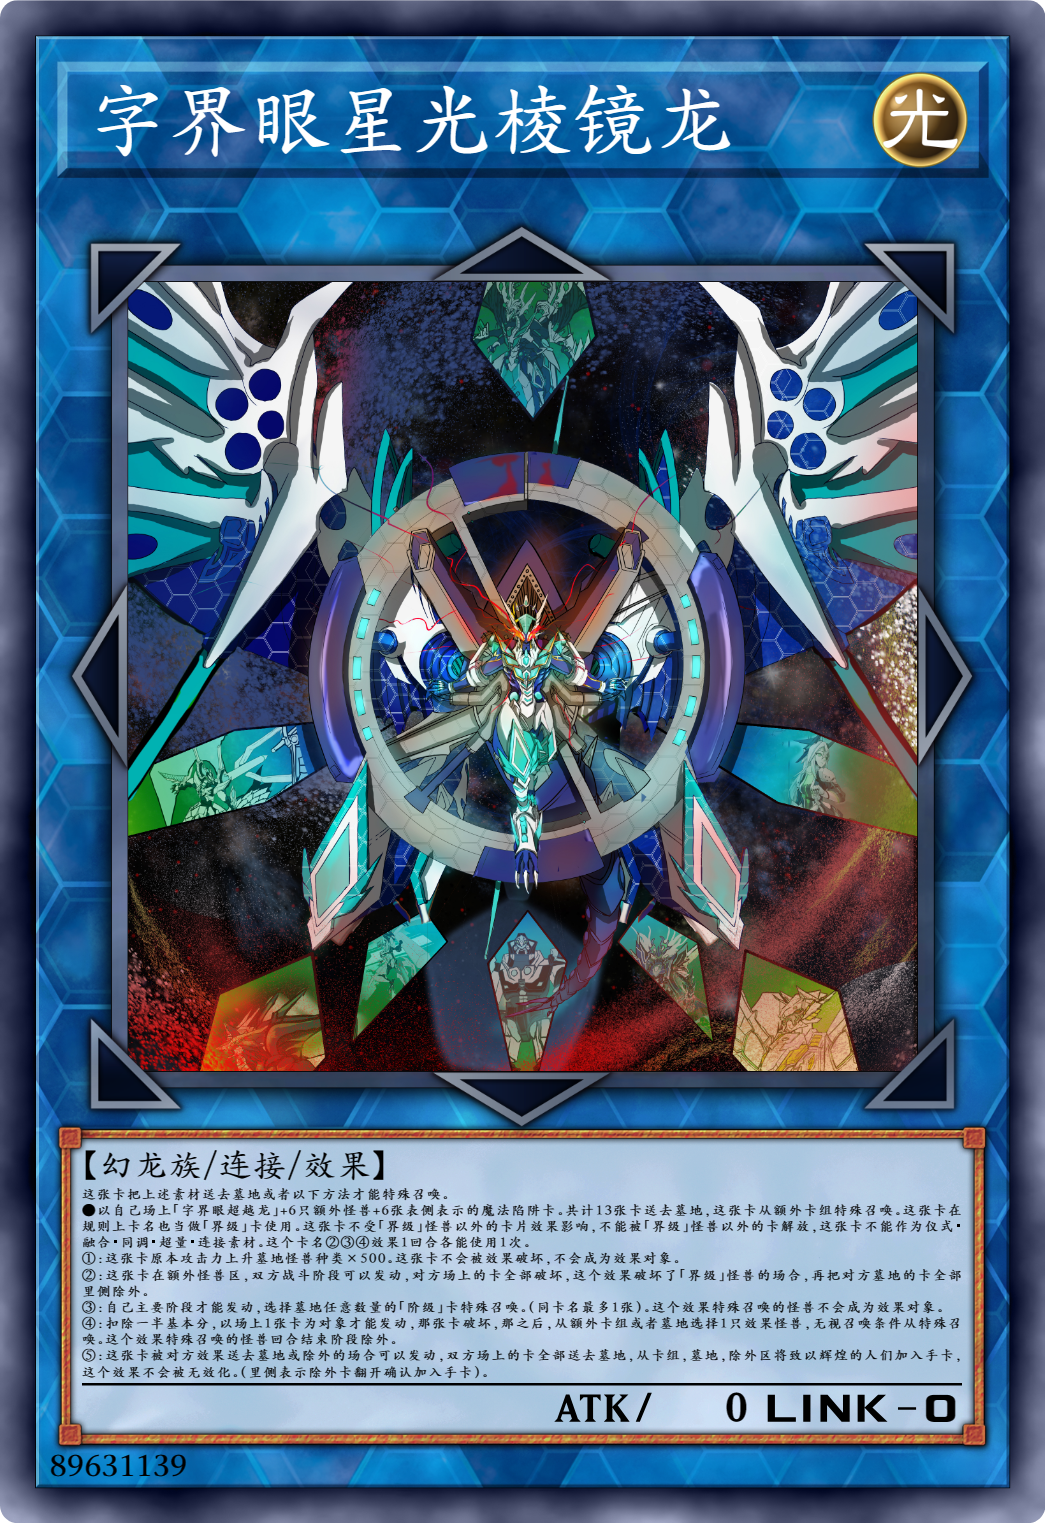 字界眼星光棱镜龙
光
【幻龙族/连接/效果】
这张卡把上述素材送去墓地或者以下方法才能特殊召唤。
●以自己场上「字界眼超越龙」+6只额外怪兽+6张表侧表示的魔法陷阱卡。共计13张卡送去墓地,这张卡从额外卡组特殊召唤。这张卡在
规则上卡名也当做「界级」卡使用。这张卡不受「界级」怪兽以外的卡片效果影响,不能被「界级」怪兽以外的卡解放,这张卡不能作为仪式·
融合·同调·超量·连接素材。这个卡名②③④效果1回合各能使用1次。
①:这张卡原本攻击力上升墓地怪兽种类×500。这张卡不会被效果破坏,不会成为效果对象。
②:这张卡在额外怪兽区,双方战斗阶段可以发动,对方场上的卡全部破坏,这个效果破坏了「界级」怪兽的场合,再把对方墓地的卡全部
里侧除外。
③:自己主要阶段才能发动,选择墓地任意数量的「阶级」卡特殊召唤。(同卡名最多1张)。这个效果特殊召唤的怪兽不会成为效果对象。
④:扣除一半基本分,以场上1张卡为对象才能发动,那张卡破坏,那之后,从额外卡组或者墓地选择1只效果怪兽,无视召唤条件从特殊召
唤。这个效果特殊召唤的怪兽回合结束阶段除外。
⑤:这张卡被对方效果送去墓地或除外的场合可以发动,双方场上的卡全部送去墓地,从卡组,墓地,除外区将致以辉煌的人们加入手卡,
这个效果不会被无效化。(里侧表示除外卡翻开确认加入手卡)。
ATK/ 0 LINK-0
89631139